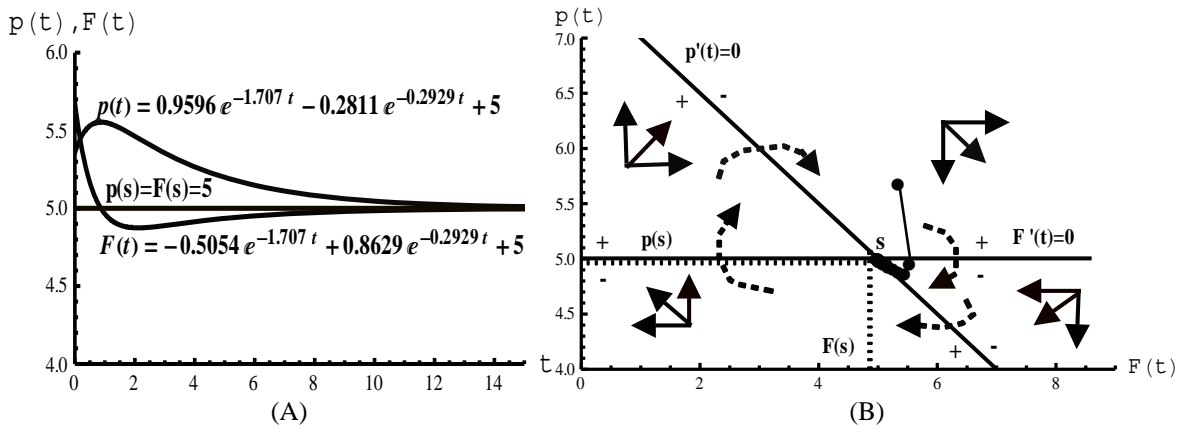 p(t),F(t)
6.0
p(t) = 0.9596 e^{-1.707 t} − 0.2811 e^{-0.2929 t} + 5
5.5
p(s)=F(s)=5
5.0
F(t) = −0.5054 e^{-1.707 t} + 0.8629 e^{-0.2929 t} + 5
4.5
4.0
0 2 4 6 8 10 12 14
t
(A)
p(t)
7.0
p'(t)=0
+ -
6.5
6.0
5.5
+ p(s) s + F'(t)=0
5.0
- -
4.5
F(s) + -
4.0
0 2 4 6 8
F(t)
(B)